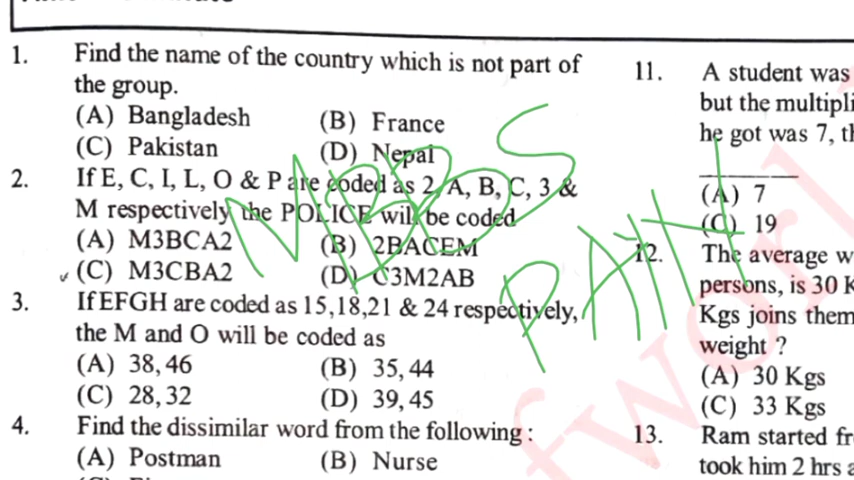 1. Find the name of the country which is not part of
the group.
(A) Bangladesh (B) France
(C) Pakistan (D) Nepal
2. If E, C, I, L, O & P are coded as 2, A, B, C, 3 &
M respectively the POLICE will be coded
(A) M3BCA2 (B) 2BACEM
(C) M3CBA2 (D) C3M2AB
3. If EFGH are coded as 15,18,21 & 24 respectively,
the M and O will be coded as
(A) 38, 46 (B) 35, 44
(C) 28, 32 (D) 39, 45
4. Find the dissimilar word from the following :
(A) Postman (B) Nurse
MBBS
PATH
11. A student was
but the multipli
he got was 7, th
(A) 7
(C) 19
12. The average w
persons, is 30 K
Kgs joins them
weight ?
(A) 30 Kgs
(C) 33 Kgs
13. Ram started fr
took him 2 hrs a